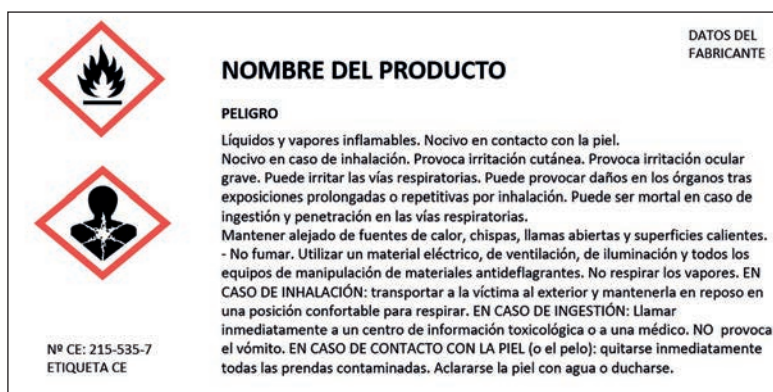 DATOS DEL
FABRICANTE
NOMBRE DEL PRODUCTO
PELIGRO
Líquidos y vapores inflamables. Nocivo en contacto con la piel.
Nocivo en caso de inhalación. Provoca irritación cutánea. Provoca irritación ocular
grave. Puede irritar las vías respiratorias. Puede provocar daños en los órganos tras
exposiciones prolongadas o repetitivas por inhalación. Puede ser mortal en caso de
ingestión y penetración en las vías respiratorias.
Mantener alejado de fuentes de calor, chispas, llamas abiertas y superficies calientes.
- No fumar. Utilizar un material eléctrico, de ventilación, de iluminación y todos los
equipos de manipulación de materiales antideflagrantes. No respirar los vapores. EN
CASO DE INHALACIÓN: transportar a la víctima al exterior y mantenerla en reposo en
una posición confortable para respirar. EN CASO DE INGESTIÓN: Llamar
inmediatamente a un centro de información toxicológica o a una médico. NO provoca
el vómito. EN CASO DE CONTACTO CON LA PIEL (o el pelo): quitarse inmediatamente
todas las prendas contaminadas. Aclararse la piel con agua o ducharse.
Nº CE: 215-535-7
ETIQUETA CE